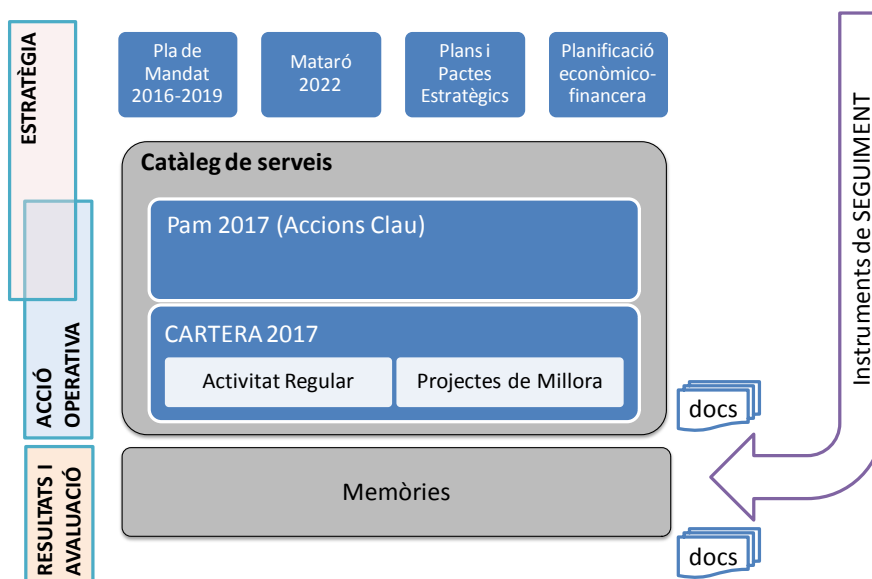 ESTRATÈGIA
Pla de
Mandat
2016-2019
Mataró
2022
Plans i
Pactes
Estratègics
Planificació
econòmico-
financera
Catàleg de serveis
Pam 2017 (Accions Clau)
CARTERA 2017
Activitat Regular
Projectes de Millora
ACCIÓ
OPERATIVA
docs
Instruments de SEGUIMENT
RESULTATS I
AVALUACIÓ
Memòries
docs